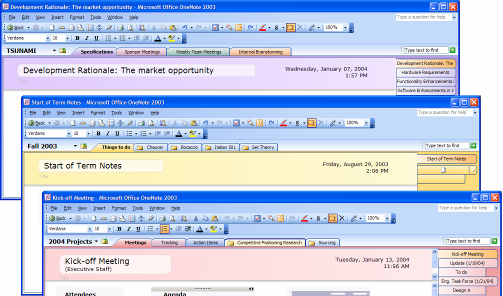 Development Rationale: The market opportunity - Microsoft Office OneNote 2003
File Edit View Insert Format Tools Window Help
Type a question for help
Back 100%
Verdana 10 B I U
TSUNAMI Specifications Sponsor Meetings Weekly Team Meetings Internal Brainstorming Type text to find
Development Rationale: The market opportunity
Wednesday, January 07, 2004
1:57 PM
Title
Development Rationale: The
Hardware Requirements
Functionality Enhancements
Software Enhancements in V
Start of Term Notes - Microsoft Office OneNote 2003
File Edit View Insert Format Tools Window Help
Type a question for help
Back 100%
Verdana 10 B I U
Fall 2003 Things to do Chaucer Boccaccio Italian 501 Set Theory Type text to find
Start of Term Notes
Friday, August 29, 2003
2:06 PM
Title
Start of Term Notes
Kick-off Meeting - Microsoft Office OneNote 2003
File Edit View Insert Format Tools Window Help
Type a question for help
Back 100%
Verdana 10 B I U
2004 Projects Meetings Tracking Action Items Competitive Positioning Research Sourcing Type text to find
Kick-off Meeting
(Executive Staff)
Tuesday, January 13, 2004
11:56 AM
Title
Kick-off Meeting
Update (1/19/04)
To do
Eng. Task Force (1/21/04)
Design A
Attendees Agenda